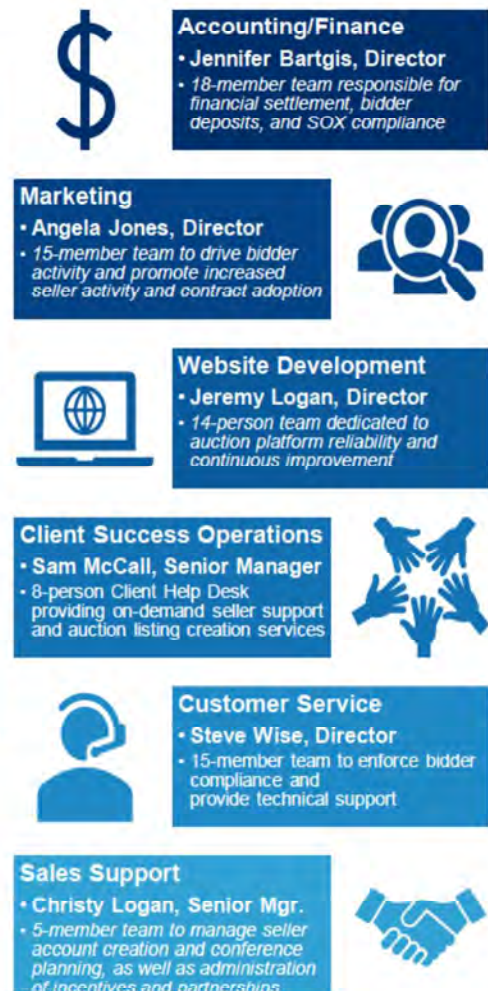 Accounting/Finance
• Jennifer Bartgis, Director
• 18-member team responsible for
financial settlement, bidder
deposits, and SOX compliance
Marketing
• Angela Jones, Director
• 15-member team to drive bidder
activity and promote increased
seller activity and contract adoption
Website Development
• Jeremy Logan, Director
• 14-person team dedicated to
auction platform reliability and
continuous improvement
Client Success Operations
• Sam McCall, Senior Manager
• 8-person Client Help Desk
providing on-demand seller support
and auction listing creation services
Customer Service
• Steve Wise, Director
• 15-member team to enforce bidder
compliance and
provide technical support
Sales Support
• Christy Logan, Senior Mgr.
• 5-member team to manage seller
account creation and conference
planning, as well as administration
of incentives and partnerships